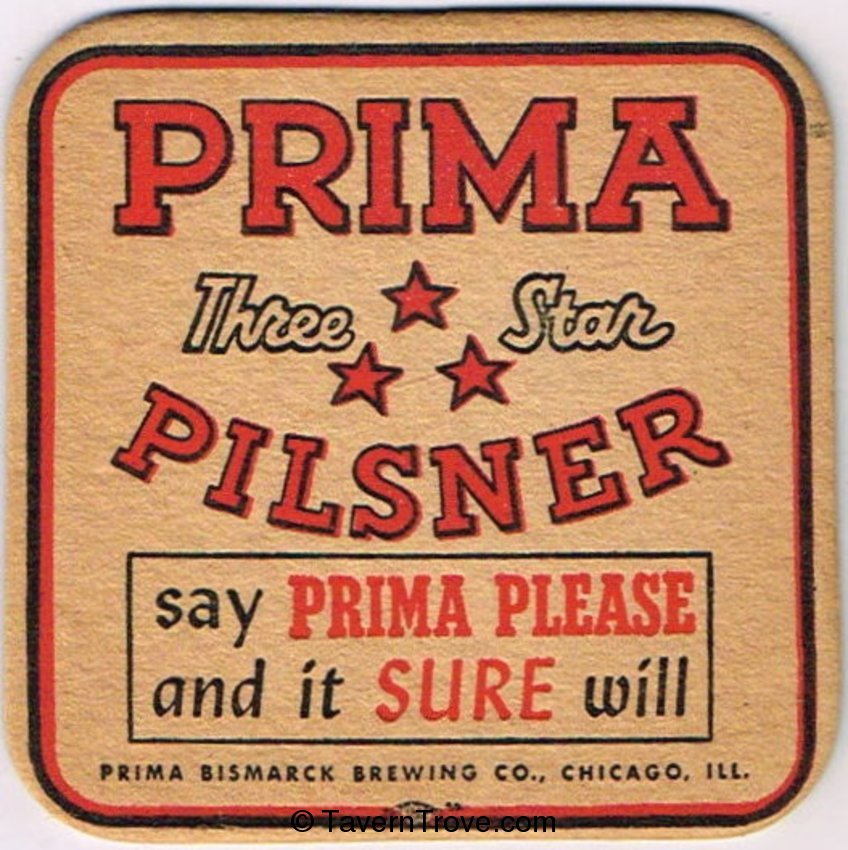 PRIMA
Three Star
PILSNER
say PRIMA PLEASE
and it SURE will
PRIMA BISMARCK BREWING CO., CHICAGO, ILL.
© TavernTrove.com